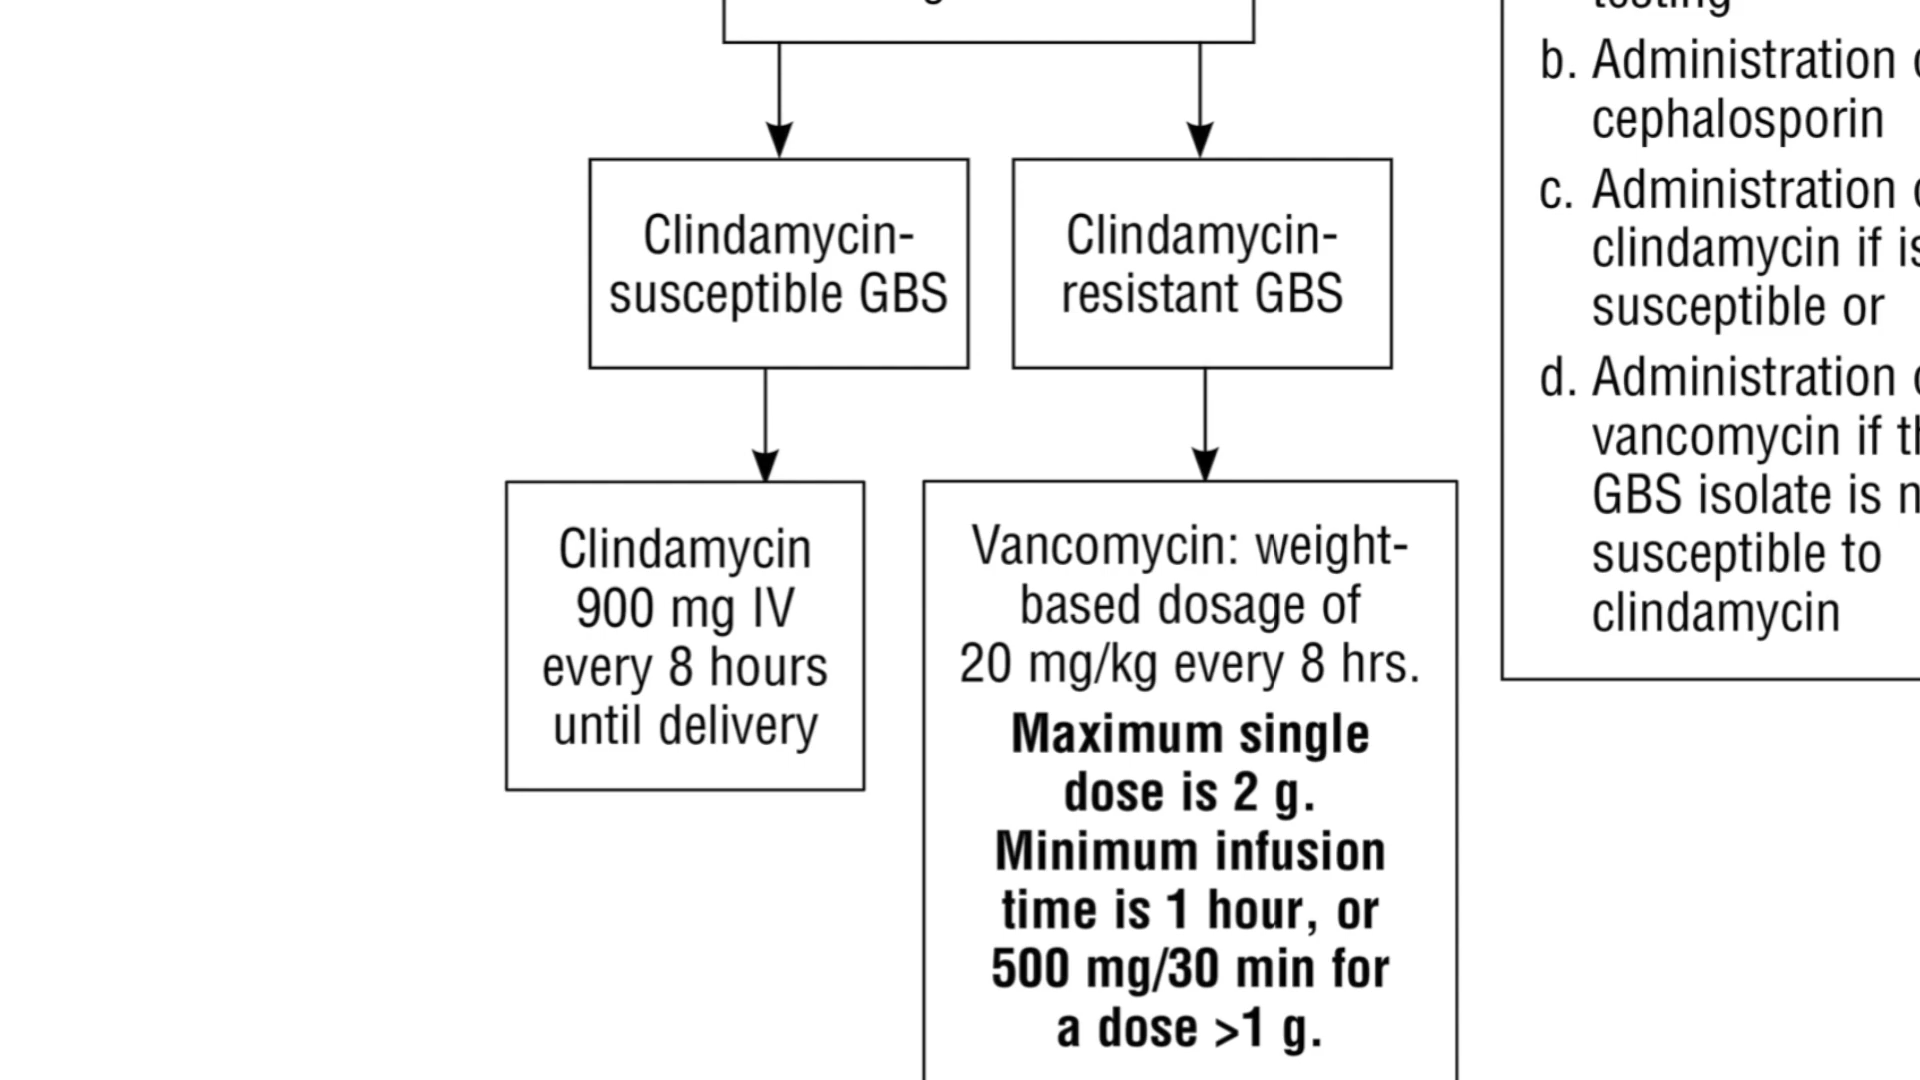 Clindamycin-
susceptible GBS
Clindamycin-
resistant GBS
Clindamycin
900 mg IV
every 8 hours
until delivery
Vancomycin: weight-
based dosage of
20 mg/kg every 8 hrs.
Maximum single
dose is 2 g.
Minimum infusion
time is 1 hour, or
500 mg/30 min for
a dose >1 g.
testing
b. Administration
cephalosporin
c. Administration
clindamycin if
susceptible or
d. Administration
vancomycin if
GBS isolate is
susceptible to
clindamycin